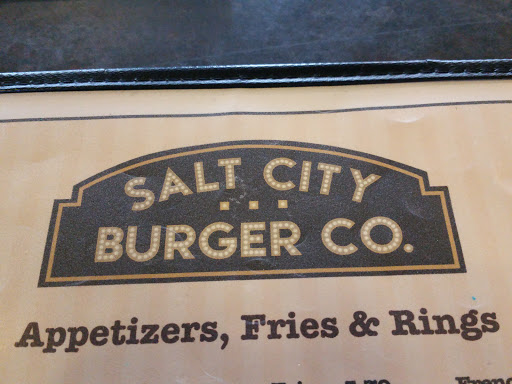 SALT CITY
BURGER CO.
Appetizers, Fries & Rings